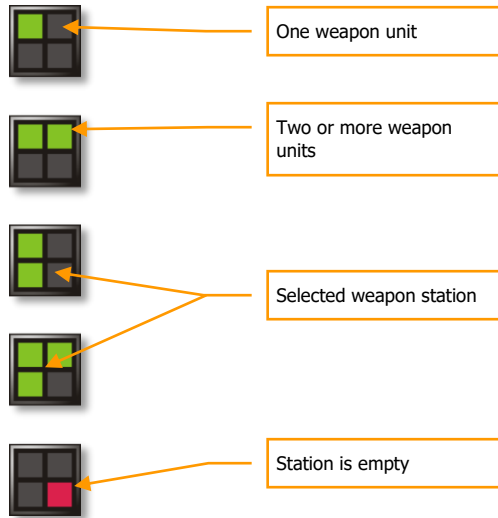 One weapon unit
Two or more weapon
units
Selected weapon station
Station is empty